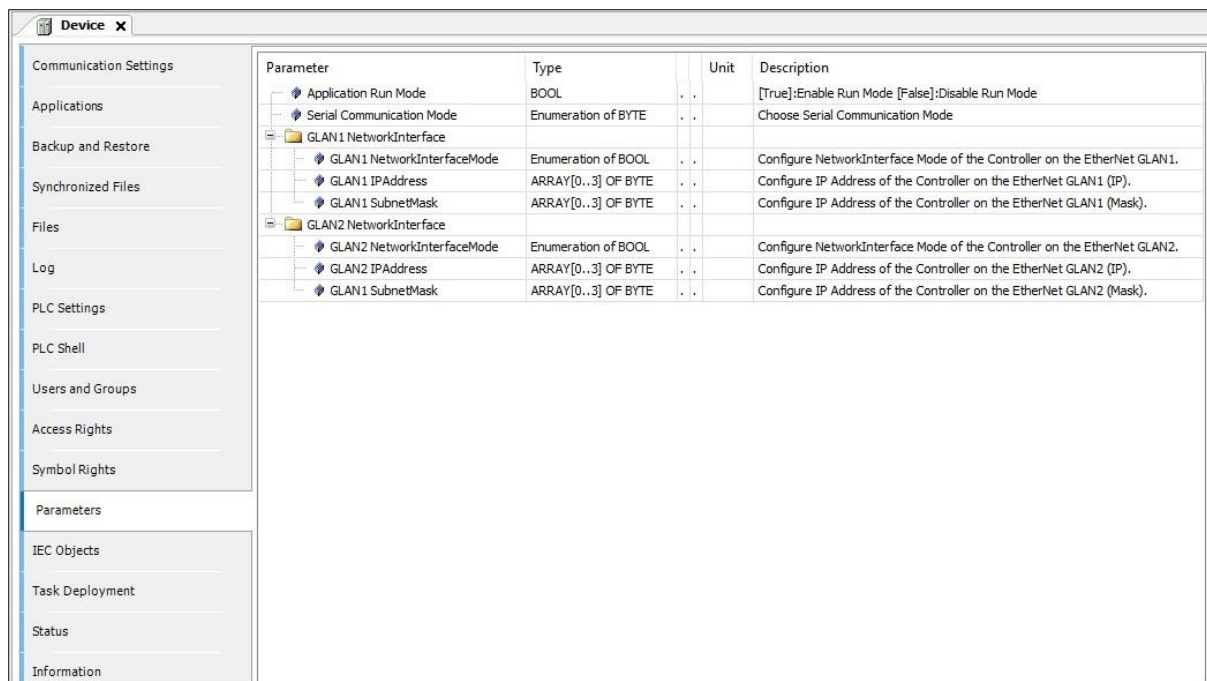 Device X
Communication Settings
Applications
Backup and Restore
Synchronized Files
Files
Log
PLC Settings
PLC Shell
Users and Groups
Access Rights
Symbol Rights
Parameters
IEC Objects
Task Deployment
Status
Information
Parameter Type Unit Description
Application Run Mode BOOL . . [True]:Enable Run Mode [False]:Disable Run Mode
Serial Communication Mode Enumeration of BYTE . . Choose Serial Communication Mode
GLAN1 NetworkInterface
GLAN1 NetworkInterfaceMode Enumeration of BOOL . . Configure NetworkInterface Mode of the Controller on the EtherNet GLAN1.
GLAN1 IPAddress ARRAY[0..3] OF BYTE . . Configure IP Address of the Controller on the EtherNet GLAN1 (IP).
GLAN1 SubnetMask ARRAY[0..3] OF BYTE . . Configure IP Address of the Controller on the EtherNet GLAN1 (Mask).
GLAN2 NetworkInterface
GLAN2 NetworkInterfaceMode Enumeration of BOOL . . Configure NetworkInterface Mode of the Controller on the EtherNet GLAN2.
GLAN2 IPAddress ARRAY[0..3] OF BYTE . . Configure IP Address of the Controller on the EtherNet GLAN2 (IP).
GLAN1 SubnetMask ARRAY[0..3] OF BYTE . . Configure IP Address of the Controller on the EtherNet GLAN2 (Mask).